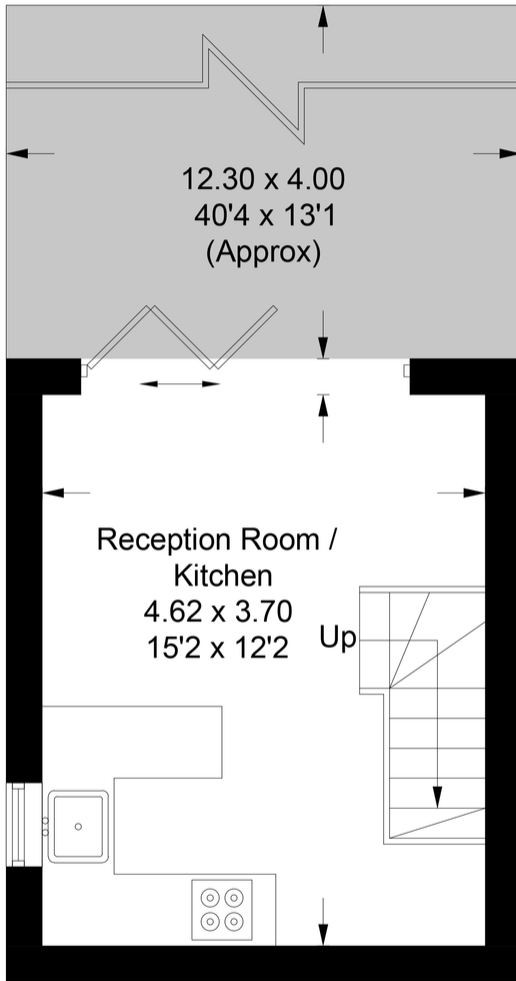 12.30 x 4.00
40'4 x 13'1
(Approx)
Reception Room /
Kitchen
4.62 x 3.70
15'2 x 12'2
Up